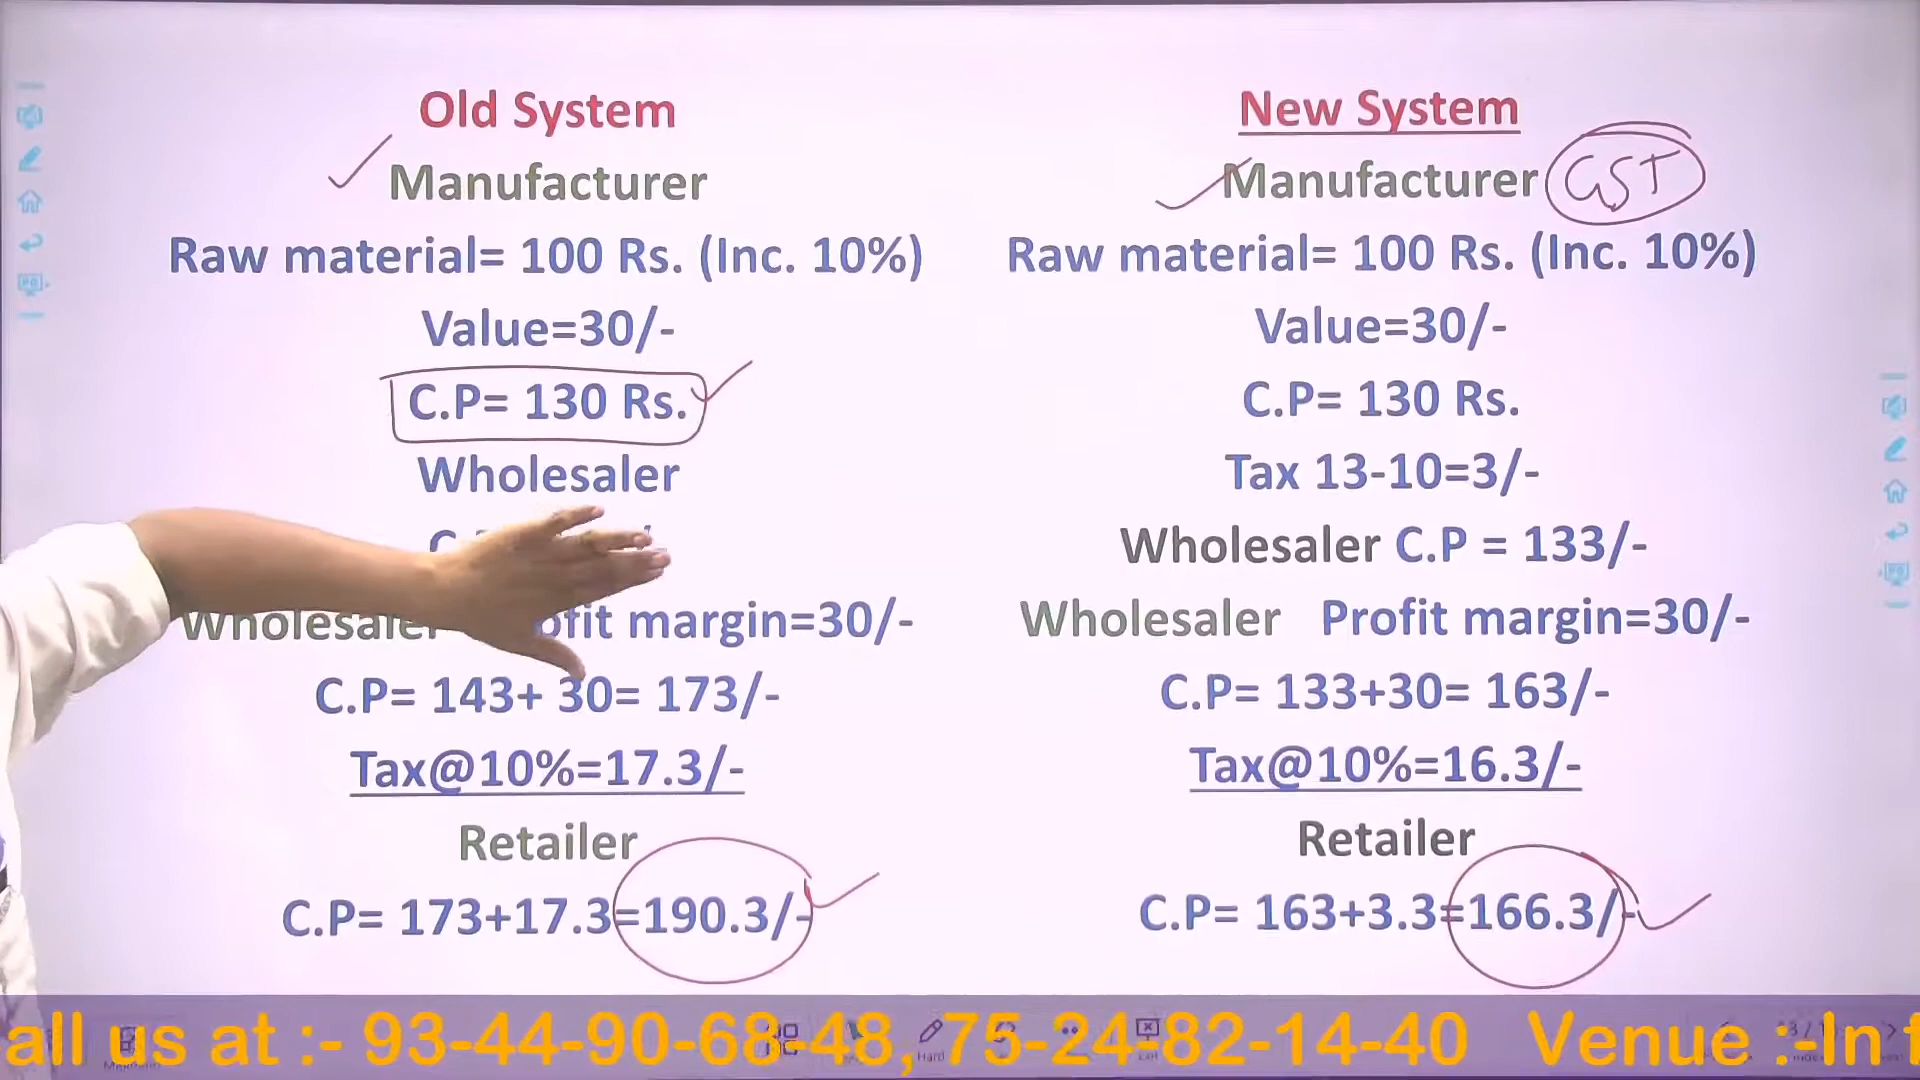 Old System
Manufacturer
Raw material= 100 Rs. (Inc. 10%)
Value=30/-
C.P= 130 Rs.
Wholesaler
Wholesaler Profit margin=30/-
C.P= 143+ 30= 173/-
Tax@10%=17.3/-
Retailer
C.P= 173+17.3=190.3/-
New System
Manufacturer GST
Raw material= 100 Rs. (Inc. 10%)
Value=30/-
C.P= 130 Rs.
Tax 13-10=3/-
Wholesaler C.P = 133/-
Wholesaler Profit margin=30/-
C.P= 133+30= 163/-
Tax@10%=16.3/-
Retailer
C.P= 163+3.3=166.3/-
all us at :- 93-44-90-68-48, 75-24-82-14-40 Venue :-In